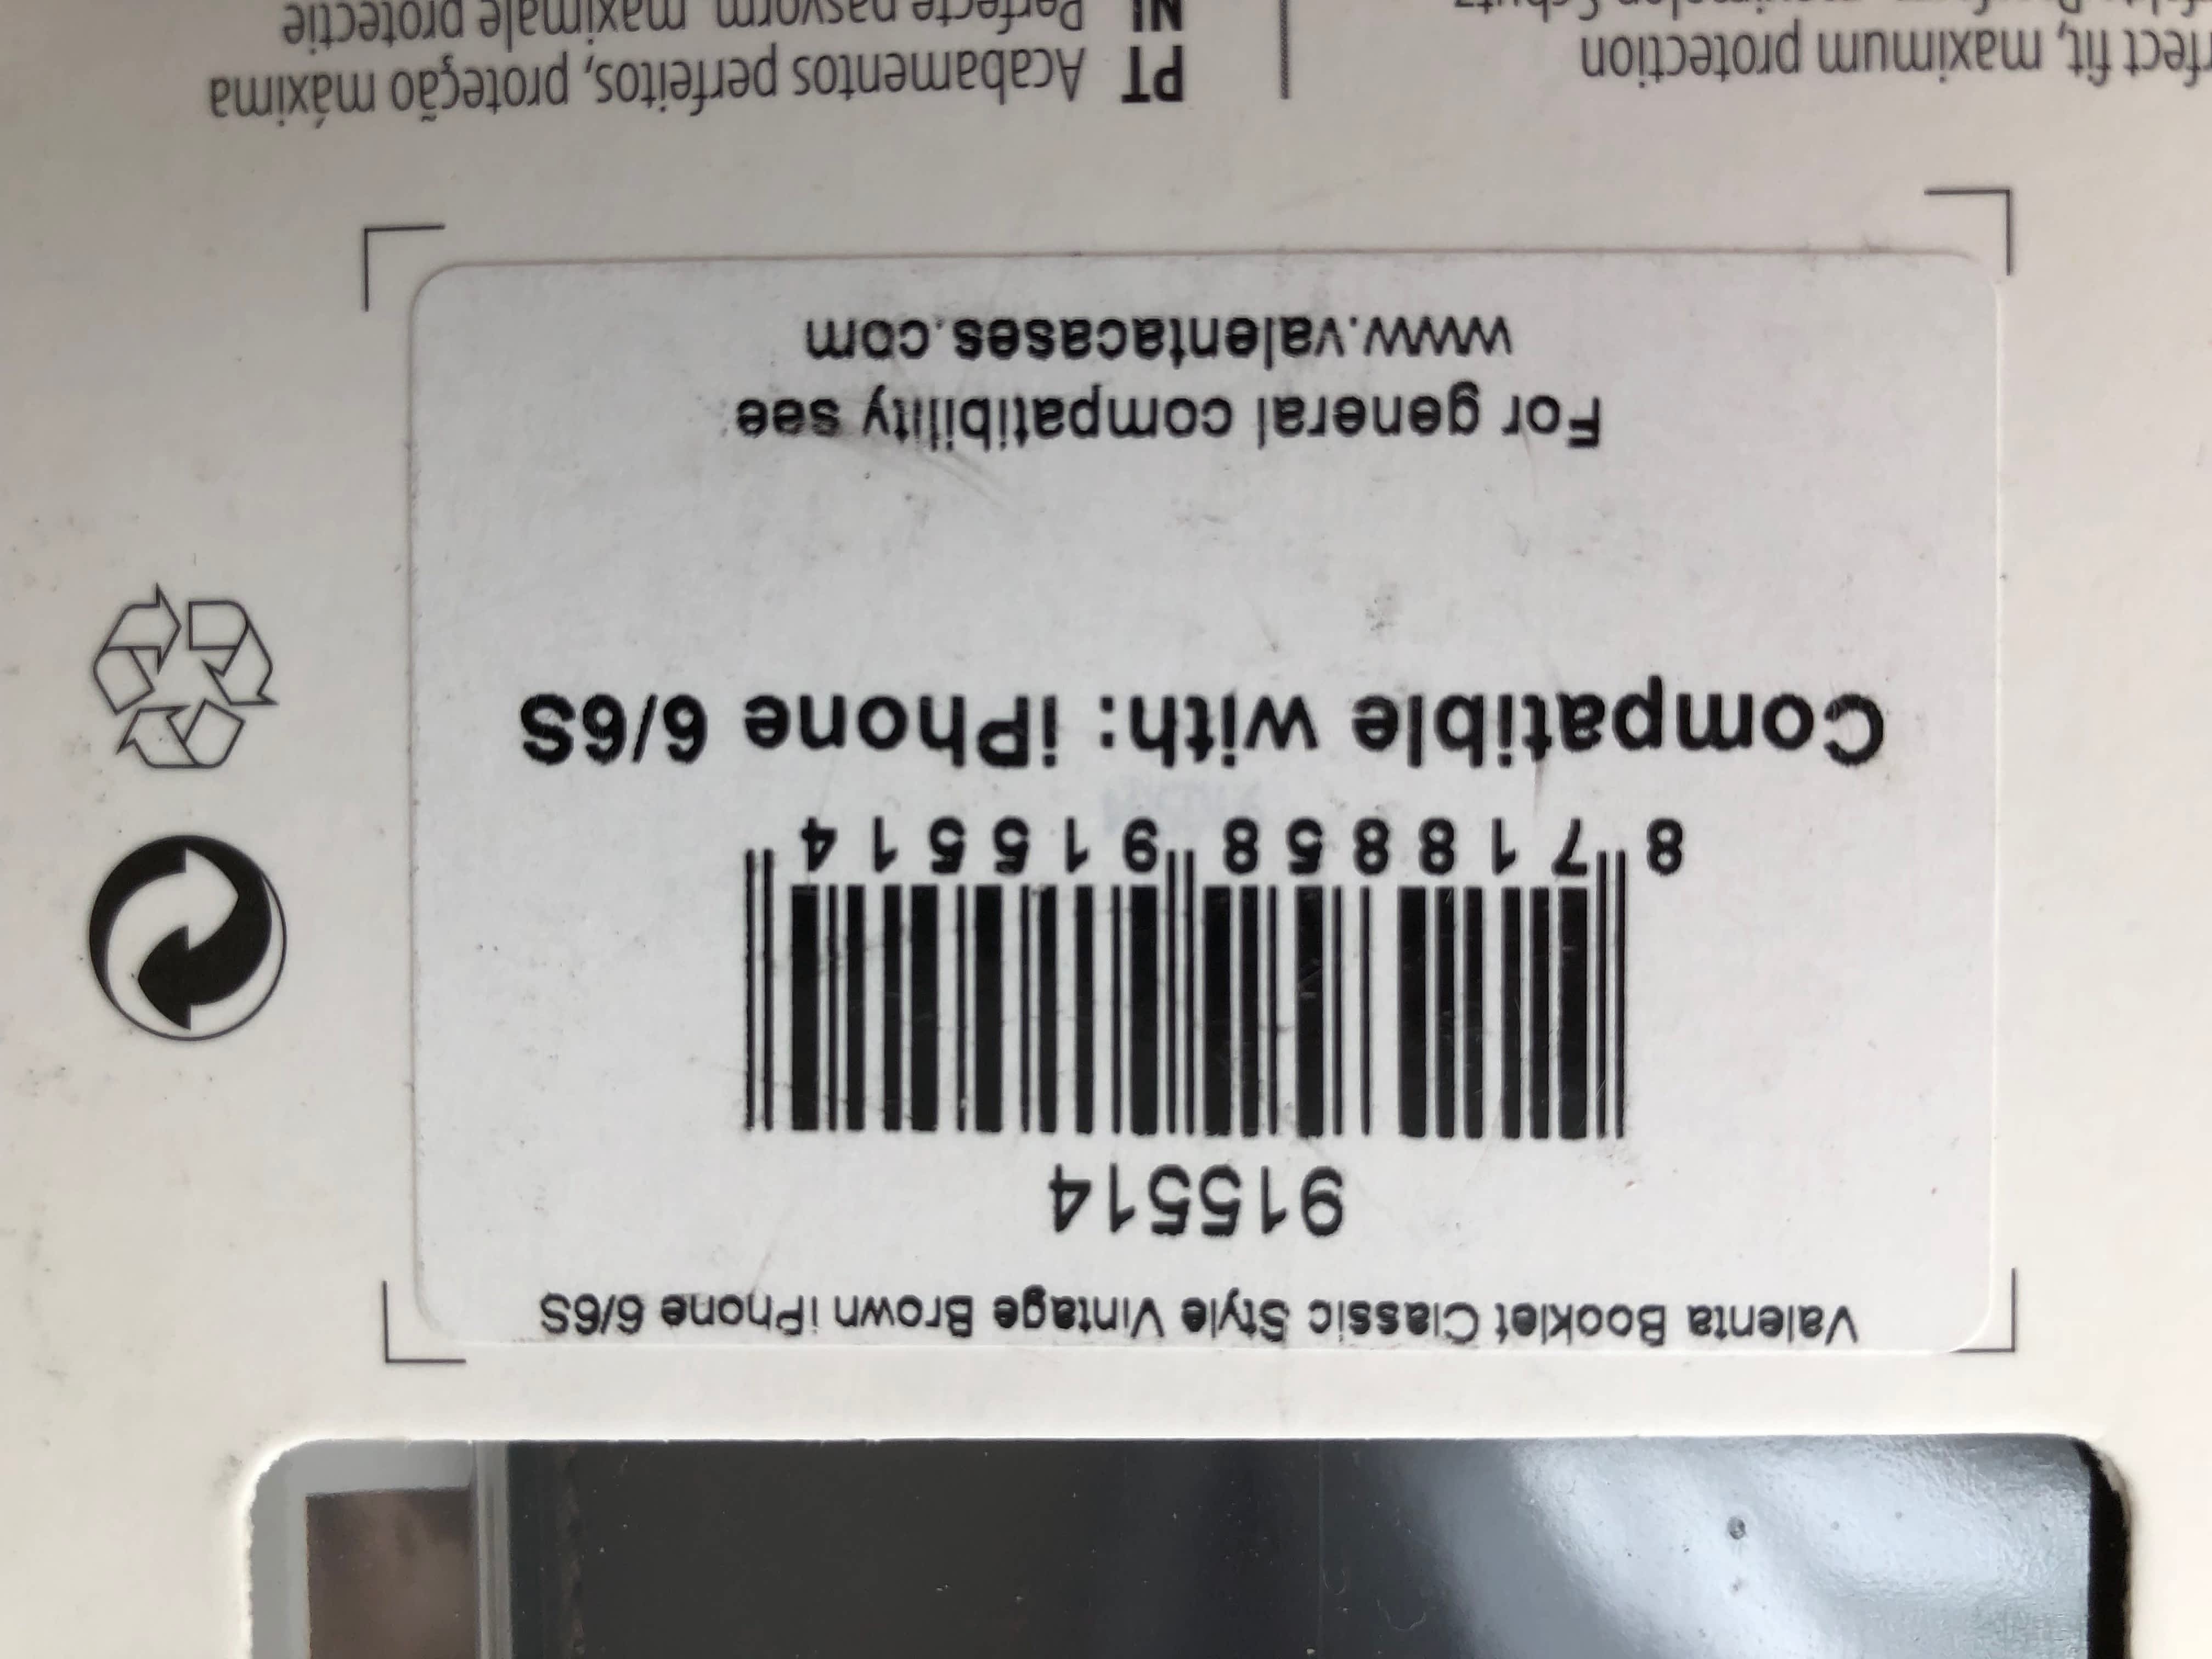 Valenta Booklet Classic Style Vintage Brown iPhone 6/6S
915514
8 718858 915514
Compatible with: iPhone 6/6S
For general compatibility see
www.valentacases.com
fit, maximum protection
PT Acabamentos perfeitos, proteção máxima
NL Perfecte pasvorm, maximale protectie